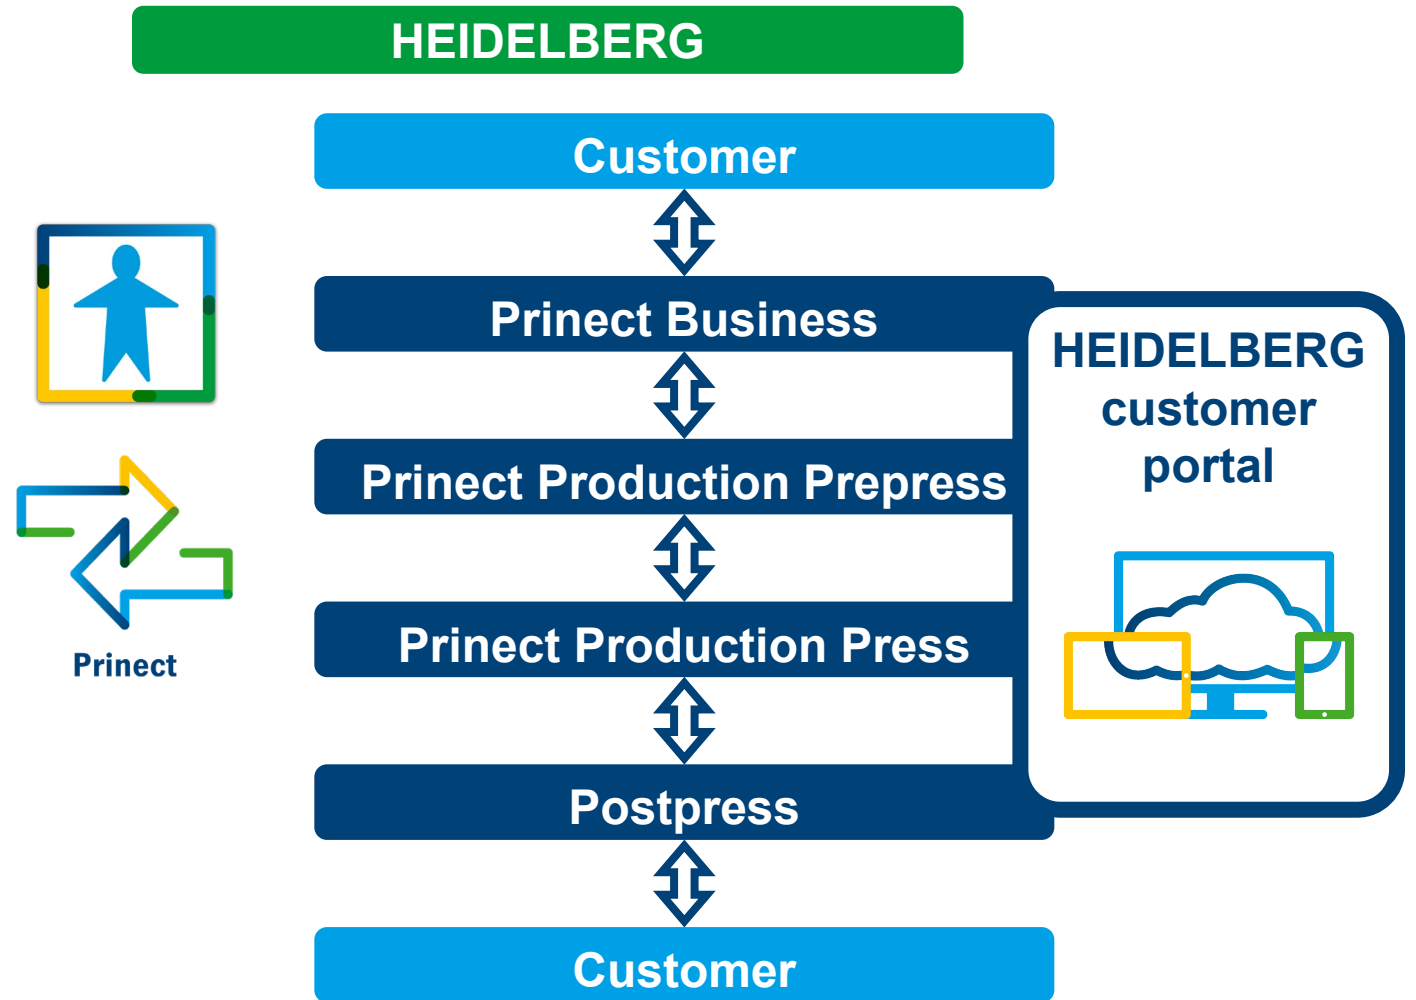 HEIDELBERG
Customer
Prinect Business
HEIDELBERG
customer
portal
Prinect Production Prepress
Prinect Production Press
Prinect
Postpress
Customer